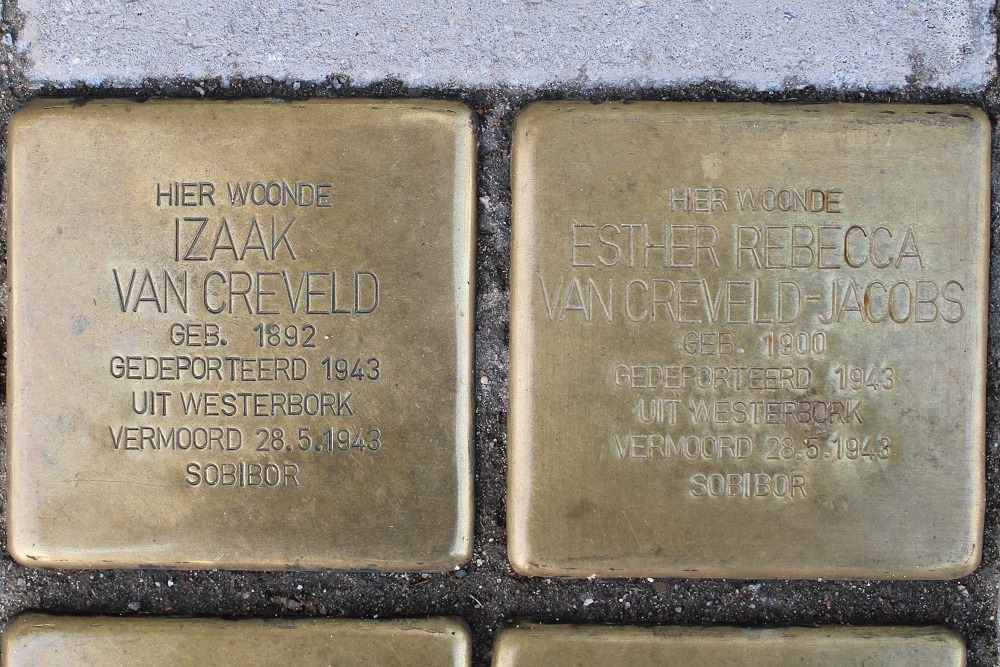 HIER WOONDE
IZAAK
VAN CREVELD
GEB. 1892
GEDEPORTEERD 1943
UIT WESTERBORK
VERMOORD 28.5.1943
SOBIBOR
HIER WOONDE
ESTHER REBECCA
VAN CREVELD-JACOBS
GEB. 1900
GEDEPORTEERD 1943
UIT WESTERBORK
VERMOORD 28.5.1943
SOBIBOR